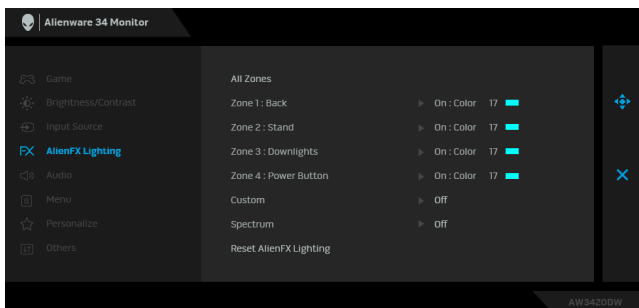 Alienware 34 Monitor
Game
Brightness/Contrast
Input Source
FX AlienFX Lighting
Audio
Menu
Personalize
Others
All Zones
Zone 1 : Back On : Color 17
Zone 2 : Stand On : Color 17
Zone 3 : Downlights On : Color 17
Zone 4 : Power Button On : Color 17
Custom Off
Spectrum Off
Reset AlienFX Lighting
AW3420DW